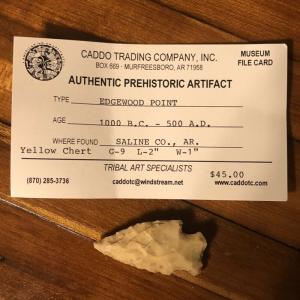 CADDO TRADING COMPANY, INC.
BOX 669 · MURFREESBORO, AR 71958
MUSEUM
FILE CARD
AUTHENTIC PREHISTORIC ARTIFACT
TYPE EDGEWOOD POINT
AGE 1000 B.C. - 500 A.D.
WHERE FOUND SALINE CO., AR.
Yellow Chert G-9 L-2" W-1"
TRIBAL ART SPECIALISTS
$45.00
(870) 285-3736 caddotc@windstream.net www.caddotc.com